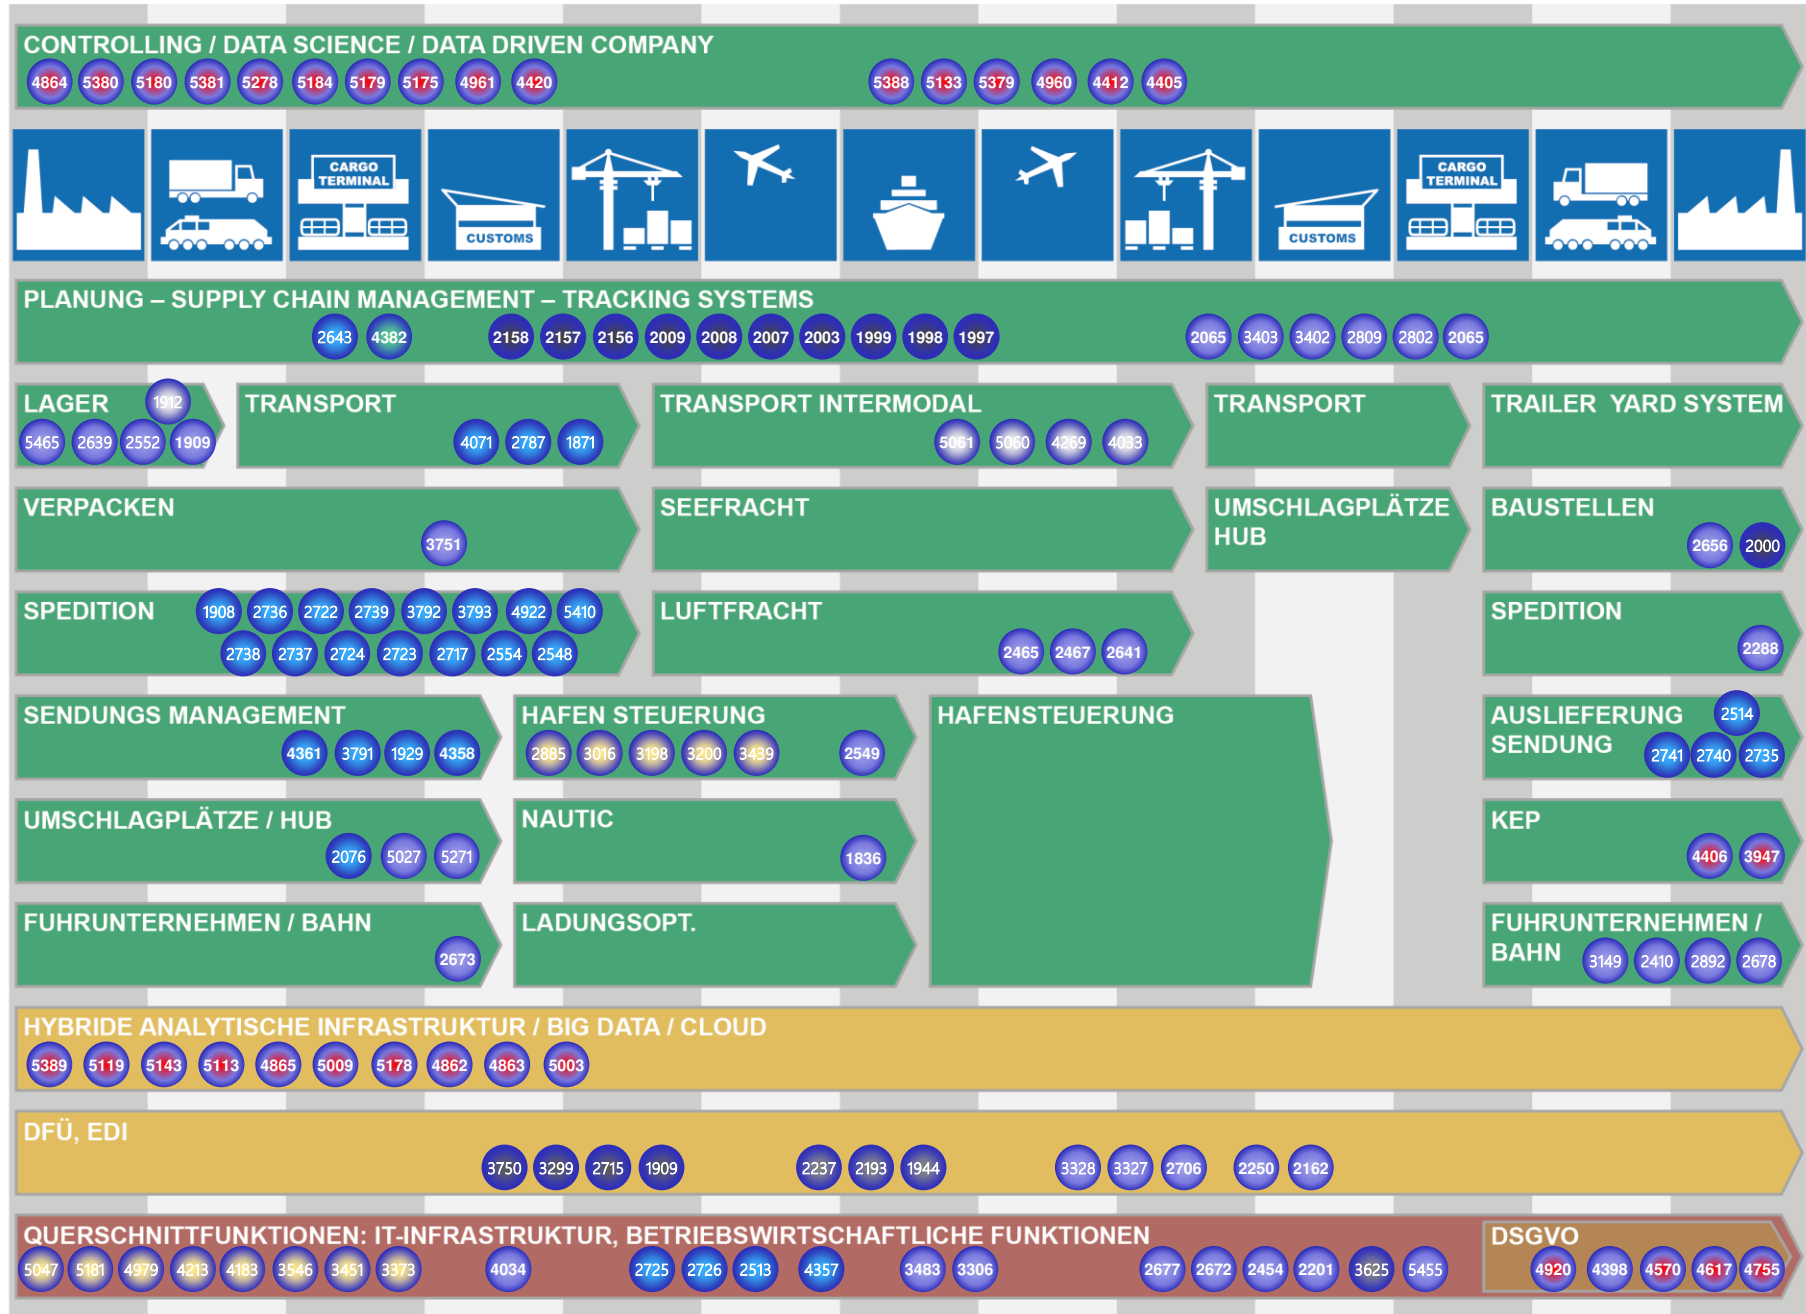 CONTROLLING / DATA SCIENCE / DATA DRIVEN COMPANY
4864 5380 5180 5381 5278 5184 5179 5175 4961 4420 5388 5133 5379 4960 4412 4405
CARGO
TERMINAL
CUSTOMS
CUSTOMS
CARGO
TERMINAL
PLANUNG – SUPPLY CHAIN MANAGEMENT – TRACKING SYSTEMS
2643 4382 2158 2157 2156 2009 2008 2007 2003 1999 1998 1997 2065 3403 3402 2809 2802 2065
LAGER 1912
5465 2639 2552 1909
TRANSPORT
4071 2787 1871
TRANSPORT INTERMODAL
5061 5060 4269 4033
TRANSPORT
TRAILER YARD SYSTEM
VERPACKEN
3751
SEEFRACHT
UMSCHLAGPLÄTZE
HUB
BAUSTELLEN
2656 2000
SPEDITION 1908 2736 2722 2739 3792 3793 4922 5410
2738 2737 2724 2723 2717 2554 2548
LUFTFRACHT
2465 2467 2641
SPEDITION
2288
SENDUNGS MANAGEMENT
4361 3791 1929 4358
HAFEN STEUERUNG
2885 3016 3198 3200 3439 2549
HAFENSTEUERUNG
AUSLIEFERUNG 2514
SENDUNG 2741 2740 2735
UMSCHLAGPLÄTZE / HUB
2076 5027 5271
NAUTIC
1836
KEP
4406 3947
FUHRUNTERNEHMEN / BAHN
2673
LADUNGSOPT.
FUHRUNTERNEHMEN /
BAHN 3149 2410 2892 2678
HYBRIDE ANALYTISCHE INFRASTRUKTUR / BIG DATA / CLOUD
5389 5119 5143 5113 4865 5009 5178 4862 4863 5003
DFÜ, EDI
3750 3299 2715 1909 2237 2193 1944 3328 3327 2706 2250 2162
QUERSCHNITTFUNKTIONEN: IT-INFRASTRUKTUR, BETRIEBSWIRTSCHAFTLICHE FUNKTIONEN
5047 5181 4979 4213 4183 3546 3451 3373 4034 2725 2726 2513 4357 3483 3306 2677 2672 2454 2201 3625 5455
DSGVO
4920 4398 4570 4617 4755